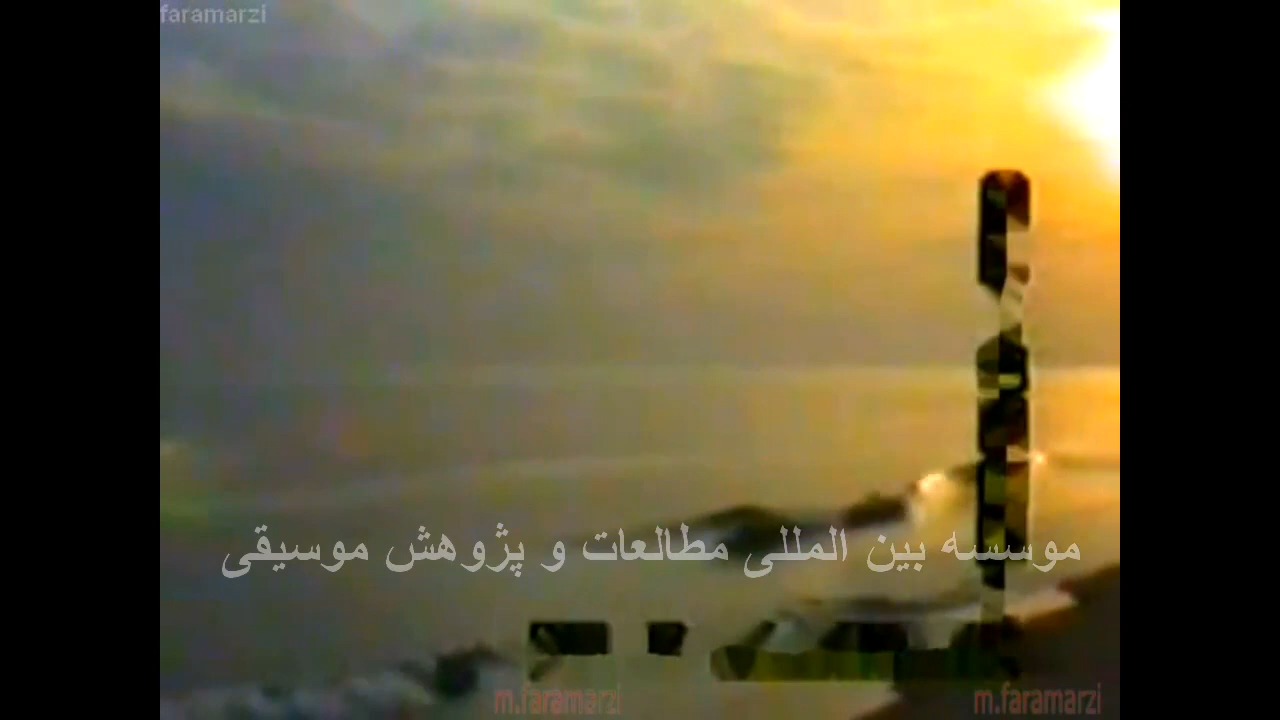 faramarzi
موسسه بین المللی مطالعات و پژوهش موسیقی
m.faramarzi m.faramarzi